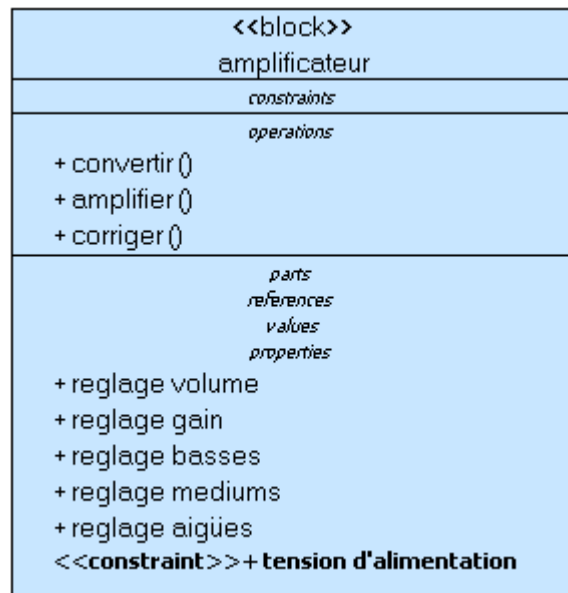 <<block>>
amplificateur
constraints
operations
+ convertir()
+ amplifier()
+ corriger()
parts
references
values
properties
+ reglage volume
+ reglage gain
+ reglage basses
+ reglage mediums
+ reglage aigües
<<constraint>>+ tension d'alimentation